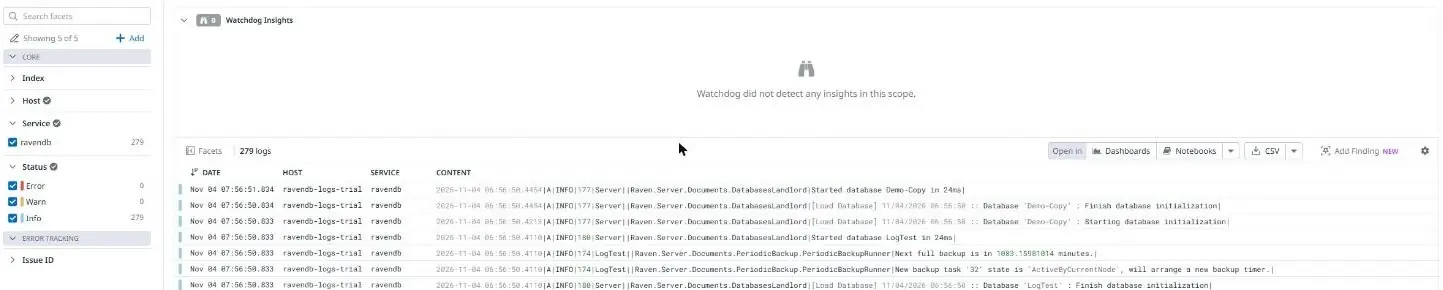 Search facets
Showing 5 of 5
Add
CORE
Index
Host
Service
ravendb 279
Status
Error 0
Warn 0
Info 279
ERROR TRACKING
Issue ID
0 Watchdog Insights
Watchdog did not detect any insights in this scope.
Facets 279 logs Open in Dashboards Notebooks CSV Add Finding NEW
DATE HOST SERVICE CONTENT
Nov 04 07:56:51.834 ravendb-logs-trial ravendb 2026-11-04 06:56:50.4454|A|INFO|177|Server||Raven.Server.Documents.DatabasesLandlord|Started database Demo-Copy in 24ms|
Nov 04 07:56:50.834 ravendb-logs-trial ravendb 2026-11-04 06:56:50.4454|A|INFO|177|Server||Raven.Server.Documents.DatabasesLandlord|[Load Database] 11/04/2026 06:56:50 :: Database 'Demo-Copy' : Finish database initialization|
Nov 04 07:56:50.833 ravendb-logs-trial ravendb 2026-11-04 06:56:50.4213|A|INFO|177|Server||Raven.Server.Documents.DatabasesLandlord|[Load Database] 11/04/2026 06:56:50 :: Database 'Demo-Copy' : Starting database initialization|
Nov 04 07:56:50.833 ravendb-logs-trial ravendb 2026-11-04 06:56:50.4110|A|INFO|180|Server||Raven.Server.Documents.DatabasesLandlord|Started database LogTest in 24ms|
Nov 04 07:56:50.833 ravendb-logs-trial ravendb 2026-11-04 06:56:50.4110|A|INFO|174|LogTest||Raven.Server.Documents.PeriodicBackup.PeriodicBackupRunner|Next full backup is in 1083.15981014 minutes.|
Nov 04 07:56:50.833 ravendb-logs-trial ravendb 2026-11-04 06:56:50.4110|A|INFO|174|LogTest||Raven.Server.Documents.PeriodicBackup.PeriodicBackupRunner|New backup task '32' state is 'ActiveByCurrentNode', will arrange a new backup timer.|
Nov 04 07:56:50.833 ravendb-logs-trial ravendb 2026-11-04 06:56:50.4110|A|INFO|180|Server||Raven.Server.Documents.DatabasesLandlord|[Load Database] 11/04/2026 06:56:50 :: Database 'LogTest' : Finish database initialization|